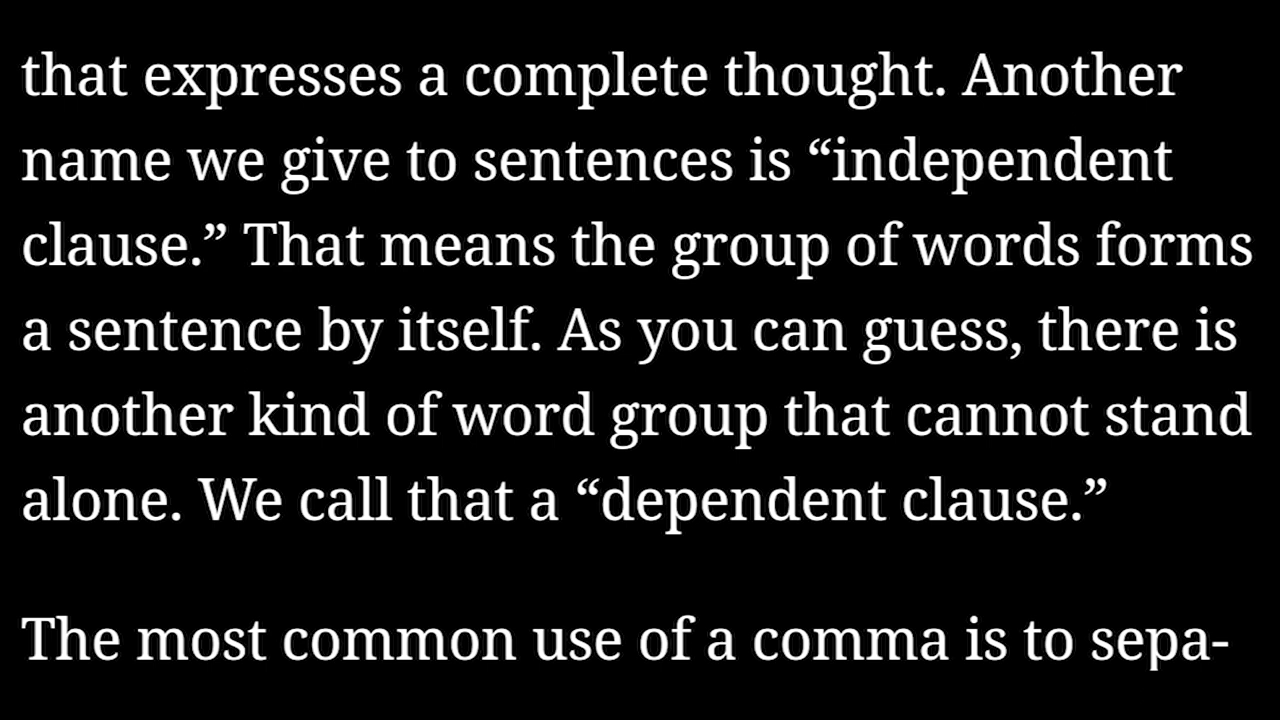 that expresses a complete thought. Another
name we give to sentences is “independent
clause.” That means the group of words forms
a sentence by itself. As you can guess, there is
another kind of word group that cannot stand
alone. We call that a “dependent clause.”
The most common use of a comma is to sepa-